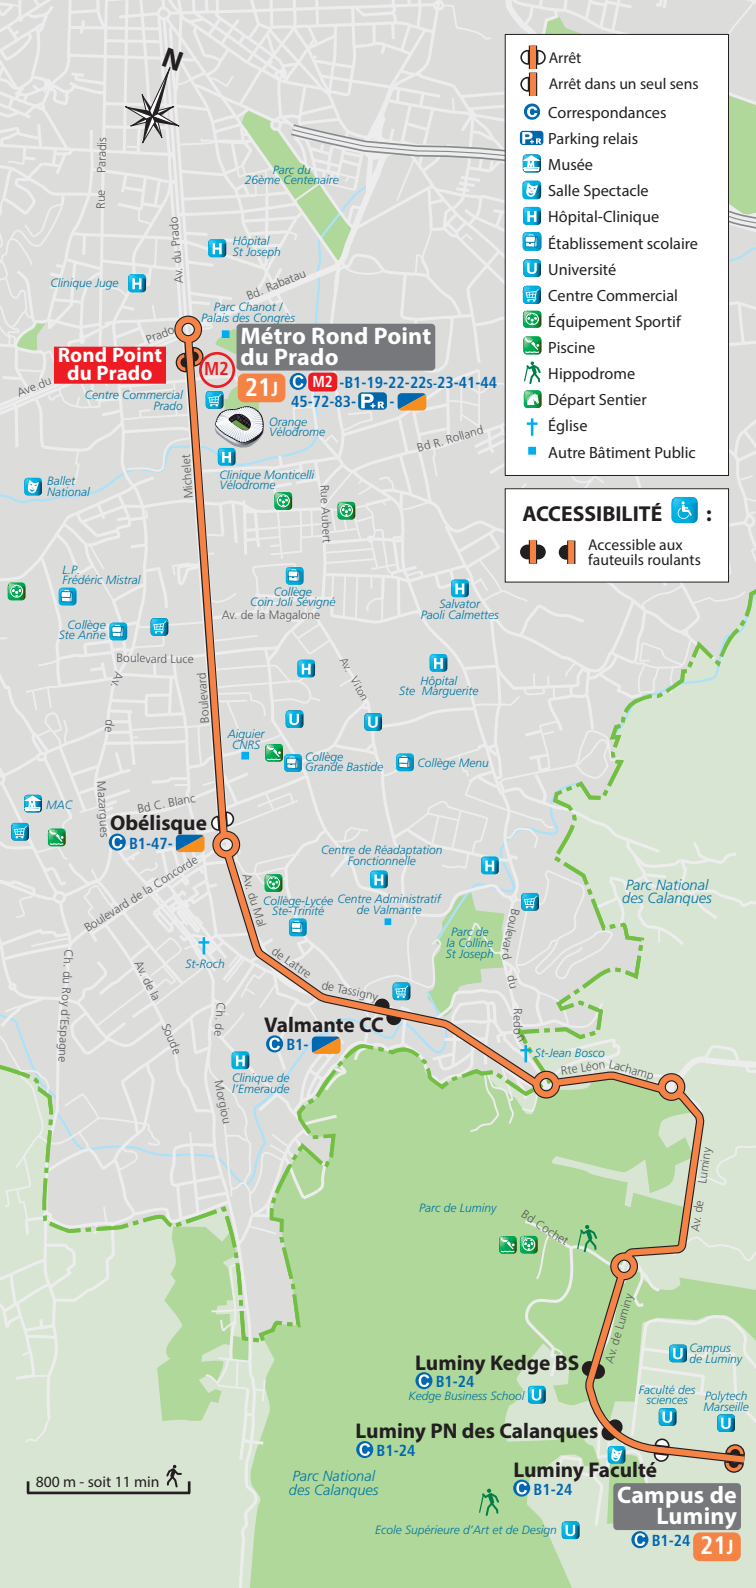 N
Arrêt
Arrêt dans un seul sens
C Correspondances
P+R Parking relais
Musée
Salle Spectacle
H Hôpital-Clinique
Établissement scolaire
U Université
Centre Commercial
Équipement Sportif
Piscine
Hippodrome
Départ Sentier
Église
Autre Bâtiment Public
ACCESSIBILITÉ :
Accessible aux
fauteuils roulants
Rue Paradis
Parc du
26ème Centenaire
Av. du Prado
H Hôpital
St Joseph
Clinique Juge H
Bd. Rabatau
Parc Chanot /
Palais des Congrès
Prado
Ave du
Rond Point
du Prado
M2
Métro Rond Point
du Prado
21J
C M2 -B1-19-22-22s-23-41-44
45-72-83- P+R -
Centre Commercial
Prado
Orange
Vélodrome
Bd R. Rolland
H
Clinique Monticelli
Vélodrome
Michelet
Rue Aubert
Ballet
National
L.P.
Frédéric Mistral
Collège
Coin Joli Sévigné
H
Salvator
Paoli Calmettes
Av. de la Magalone
Collège
Ste Anne
Boulevard Luce
H
H
Hôpital
Ste Marguerite
Av. Viton
Av. de Mazargues
Boulevard
U
U
Aiguier
CNRS
Collège
Grande Bastide
Collège Menu
MAC
Bd C. Blanc
Obélisque
C B1-47-
Boulevard de la Concorde
Centre de Réadaptation
Fonctionnelle
H
H
Av. du Mal
de Lattre
de Tassigny
Collège-Lycée
Ste-Trinité
Centre Administratif
de Valmante
Parc National
des Calanques
Parc de
la Colline
St Joseph
Boulevard du Redon
St-Roch
Ch. du Roy d'Espagne
Av. de la Soude
Ch. de Morgiou
Valmante CC
C B1-
H
Clinique de
l'Emeraude
St-Jean Bosco
Rte Léon Lachamp
Av. de Luminy
Parc de Luminy
Bd Cochet
Av. de Luminy
Luminy Kedge BS
C B1-24
Kedge Business School U
U Campus
de Luminy
Faculté des
sciences
U
Polytech
Marseille
U
Luminy PN des Calanques
C B1-24
Luminy Faculté
C B1-24
Parc National
des Calanques
800 m - soit 11 min
Ecole Supérieure d'Art et de Design U
Campus de
Luminy
C B1-24 21J